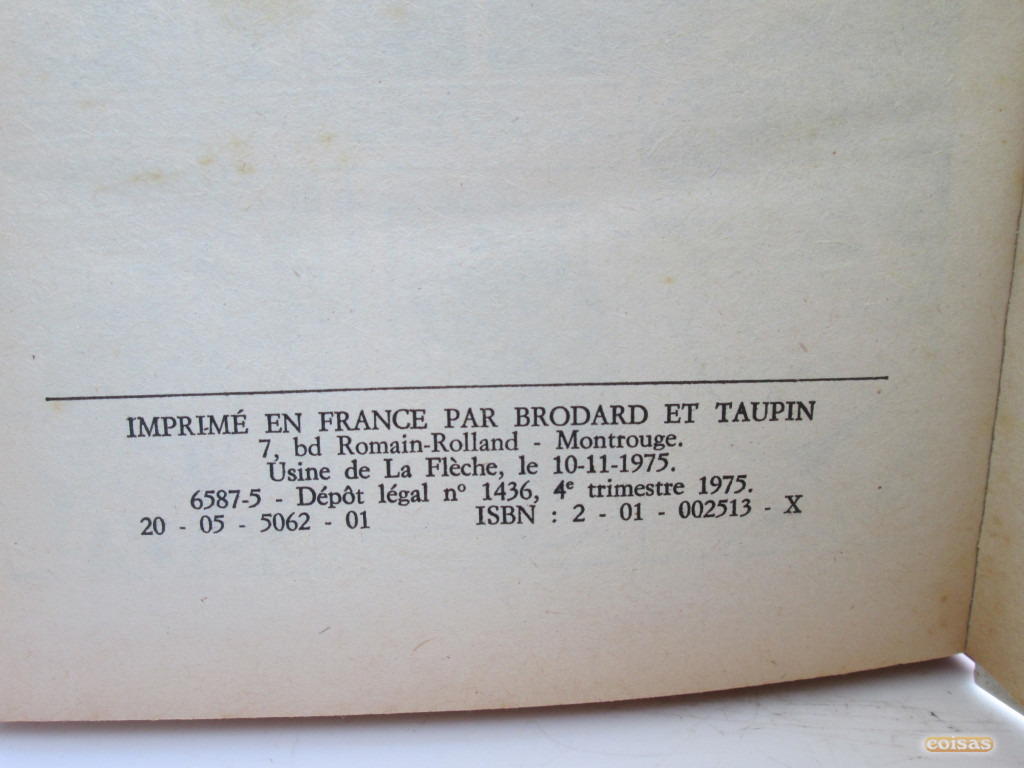 IMPRIMÉ EN FRANCE PAR BRODARD ET TAUPIN
7, bd Romain-Rolland - Montrouge.
Usine de La Flèche, le 10-11-1975.
6587-5 - Dépôt légal nº 1436, 4e trimestre 1975.
20 - 05 - 5062 - 01 ISBN : 2 - 01 - 002513 - X
coisas